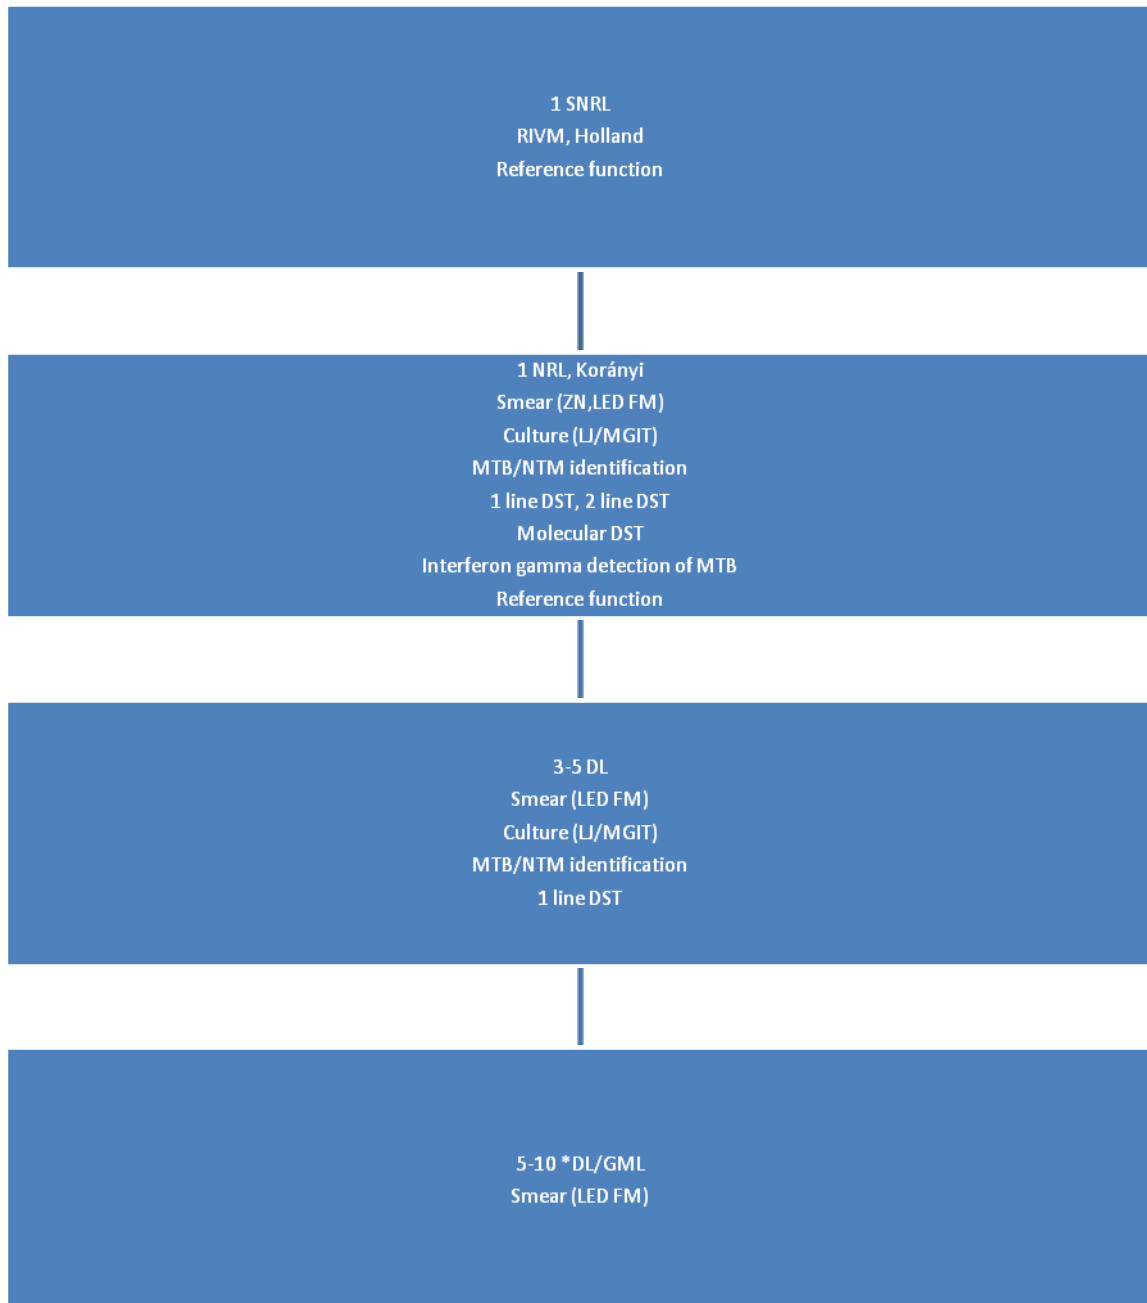 1 SNRL
RIVM, Holland
Reference function
1 NRL, Korányi
Smear (ZN,LED FM)
Culture (LJ/MGIT)
MTB/NTM identification
1 line DST, 2 line DST
Molecular DST
Interferon gamma detection of MTB
Reference function
3-5 DL
Smear (LED FM)
Culture (LJ/MGIT)
MTB/NTM identification
1 line DST
5-10 *DL/GML
Smear (LED FM)